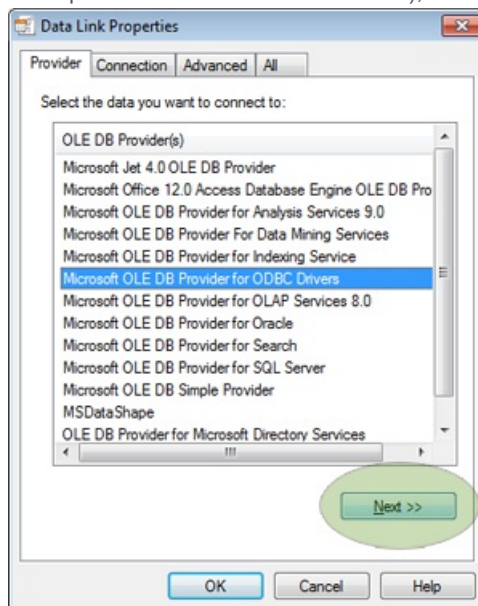 Data Link Properties
Provider Connection Advanced All
Select the data you want to connect to:
OLE DB Provider(s)
Microsoft Jet 4.0 OLE DB Provider
Microsoft Office 12.0 Access Database Engine OLE DB Pro
Microsoft OLE DB Provider for Analysis Services 9.0
Microsoft OLE DB Provider For Data Mining Services
Microsoft OLE DB Provider for Indexing Service
Microsoft OLE DB Provider for ODBC Drivers
Microsoft OLE DB Provider for OLAP Services 8.0
Microsoft OLE DB Provider for Oracle
Microsoft OLE DB Provider for Search
Microsoft OLE DB Provider for SQL Server
Microsoft OLE DB Simple Provider
MSDataShape
OLE DB Provider for Microsoft Directory Services
Next >>
OK Cancel Help